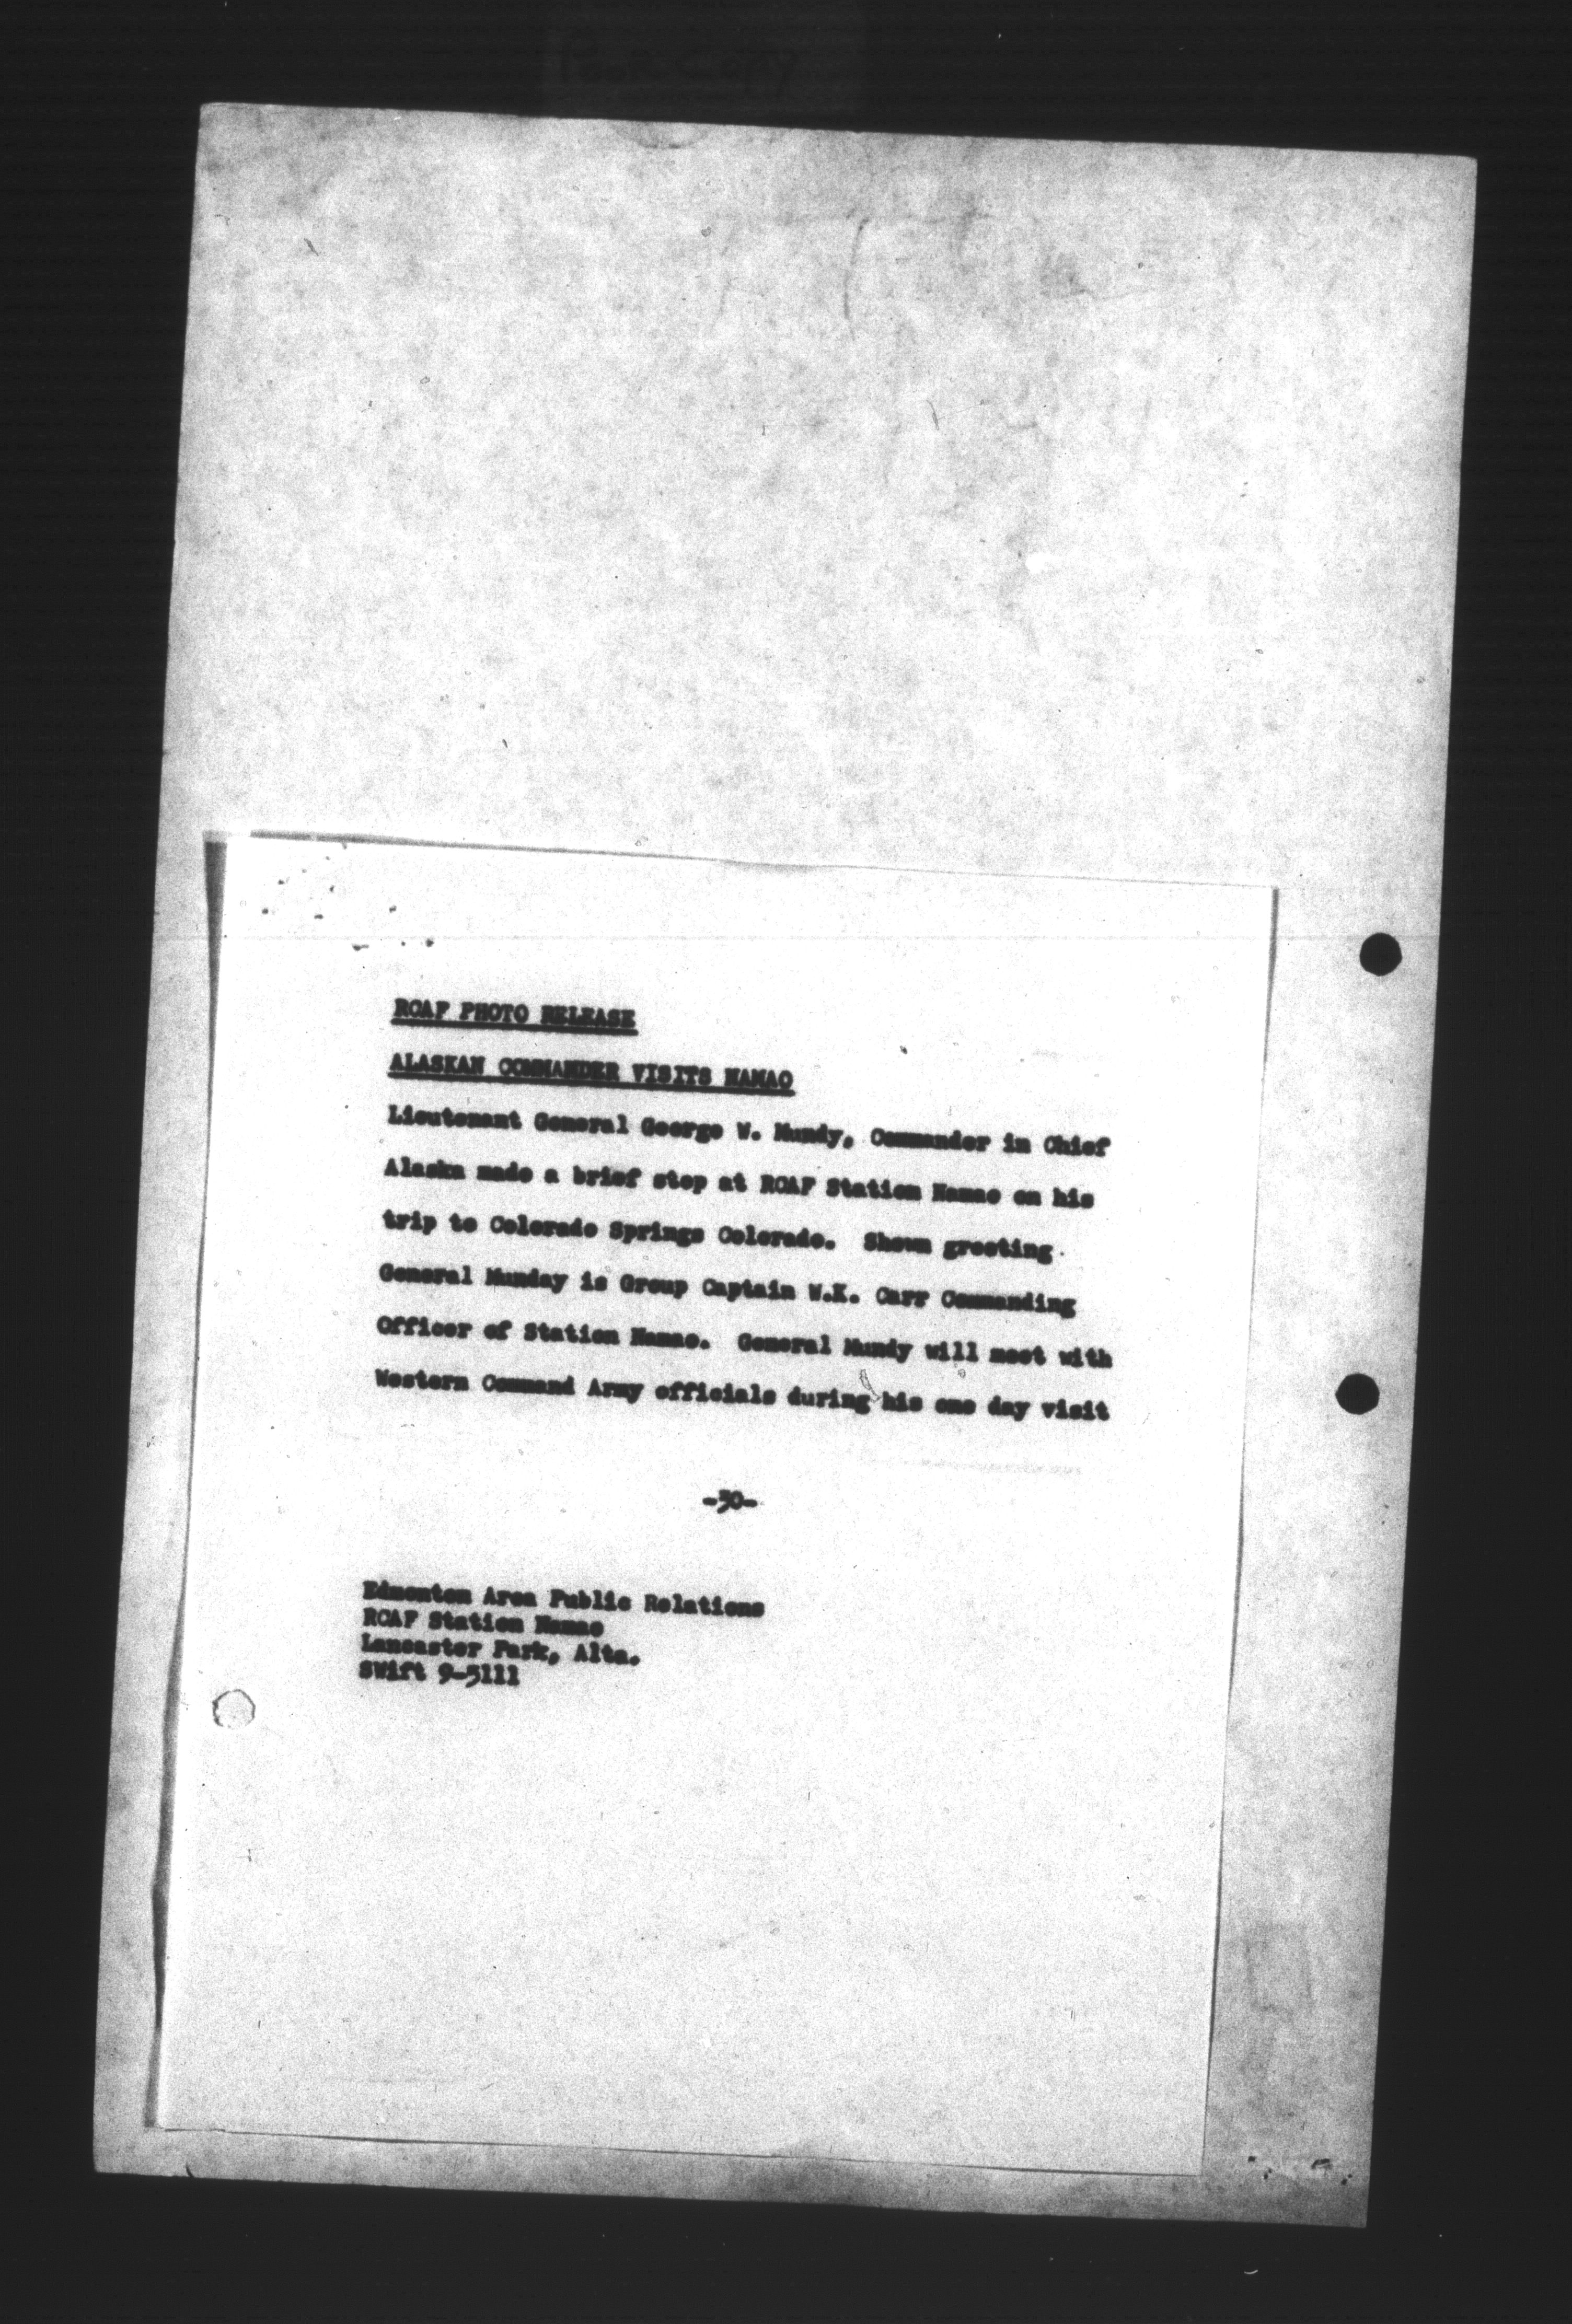 Poor Copy
RCAF PHOTO RELEASE
ALASKAN COMMANDER VISITS NAMAO
Lieutenant General George W. Mundy, Commander in Chief
Alaska made a brief stop at RCAF Station Namao on his
trip to Colorado Springs Colorado. Shown greeting
General Munday is Group Captain W.K. Carr Commanding
Officer of Station Namao. General Mundy will meet with
Western Command Army officials during his one day visit
-30-
Edmonton Area Public Relations
RCAF Station Namao
Lancaster Park, Alta.
SWift 9-5111